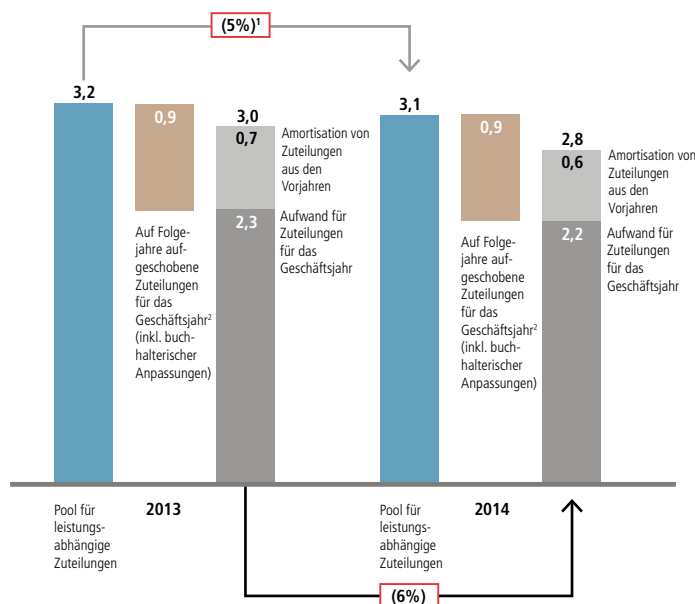 (5%)¹
3,2
0,9
3,0
0,7
Amortisation von
Zuteilungen
aus den
Vorjahren
2,3
Aufwand für
Zuteilungen
für das
Geschäftsjahr
Auf Folge-
jahre auf-
geschobene
Zuteilungen
für das
Geschäftsjahr²
(inkl. buch-
halterischer
Anpassungen)
3,1
0,9
2,8
0,6
Amortisation von
Zuteilungen
aus den
Vorjahren
2,2
Aufwand für
Zuteilungen
für das
Geschäftsjahr
Auf Folge-
jahre auf-
geschobene
Zuteilungen
für das
Geschäftsjahr²
(inkl. buch-
halterischer
Anpassungen)
Pool für
leistungs-
abhängige
Zuteilungen
2013
Pool für
leistungs-
abhängige
Zuteilungen
2014
(6%)